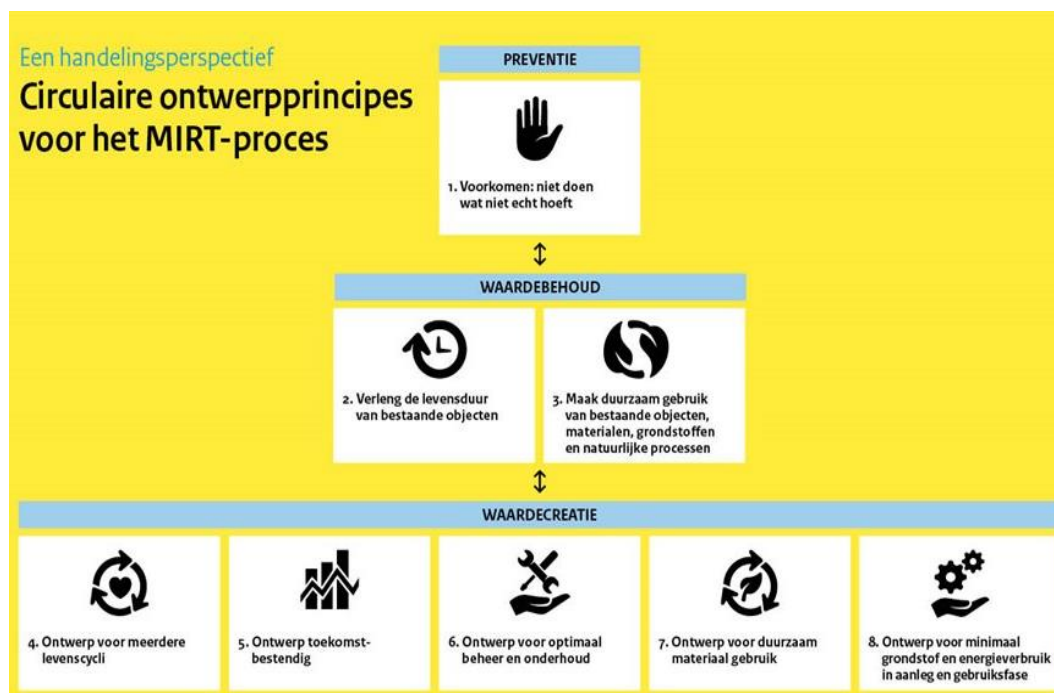 Een handelingsperspectief
Circulaire ontwerpprincipes
voor het MIRT-proces
PREVENTIE
1. Voorkomen: niet doen
wat niet echt hoeft
WAARDEBEHOUD
2. Verleng de levensduur
van bestaande objecten
3. Maak duurzaam gebruik
van bestaande objecten,
materialen, grondstoffen
en natuurlijke processen
WAARDECREATIE
4. Ontwerp voor meerdere
levenscycli
5. Ontwerp toekomst-
bestendig
6. Ontwerp voor optimaal
beheer en onderhoud
7. Ontwerp voor duurzaam
materiaal gebruik
8. Ontwerp voor minimaal
grondstof en energieverbruik
in aanleg en gebruiksfase